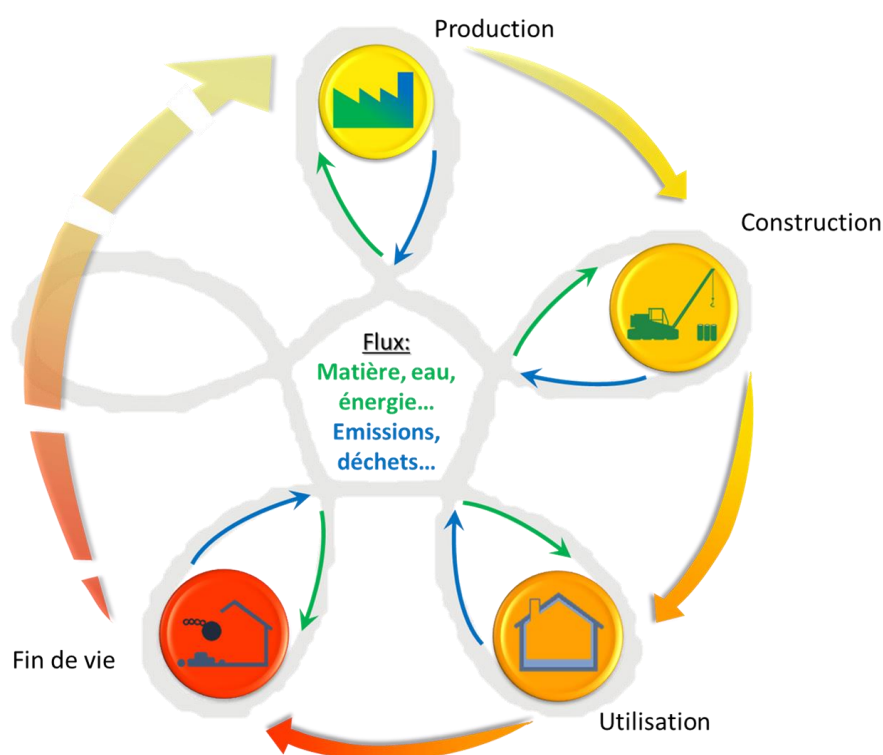 Production
Construction
Flux:
Matière, eau,
énergie...
Emissions,
déchets...
Fin de vie
Utilisation